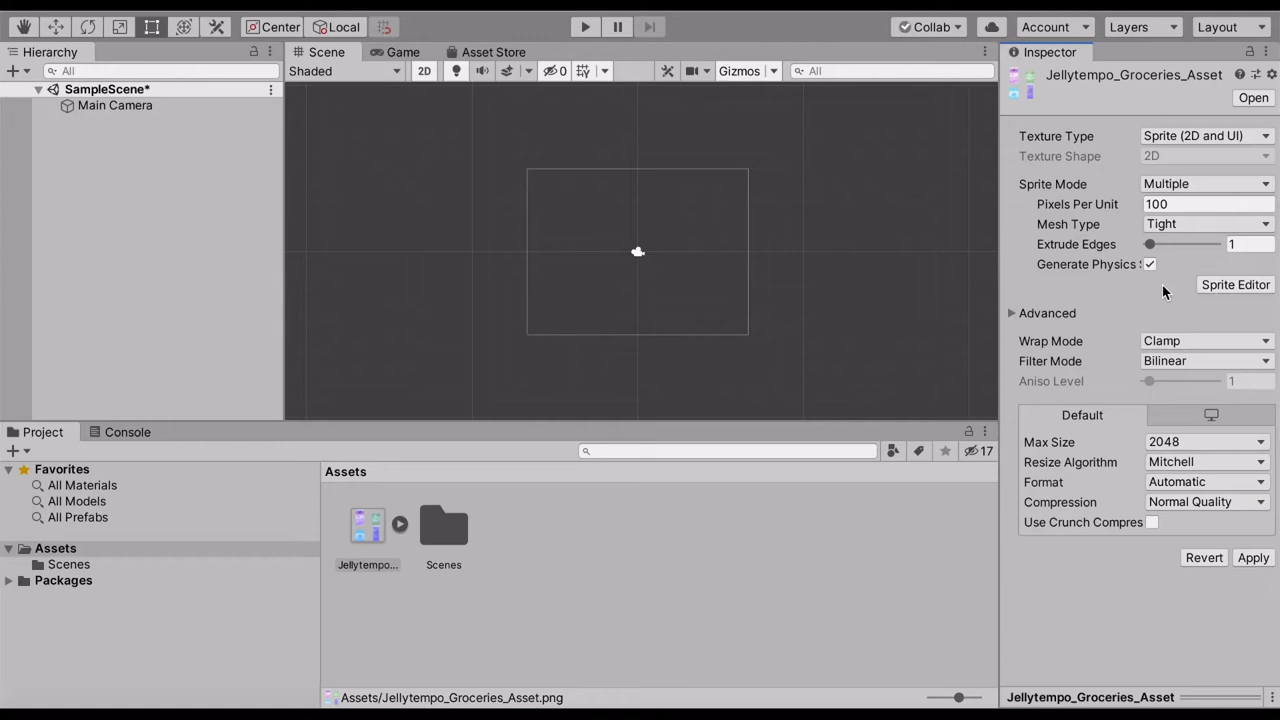 Center
Local
Collab
Account
Layers
Layout
Hierarchy
Scene
Game
Asset Store
Inspector
All
Shaded
2D
0
Gizmos
All
Jellytempo_Groceries_Asset
Open
SampleScene*
Main Camera
Texture Type
Sprite (2D and UI)
Texture Shape
2D
Sprite Mode
Multiple
Pixels Per Unit
100
Mesh Type
Tight
Extrude Edges
1
Generate Physics
Sprite Editor
Advanced
Wrap Mode
Clamp
Filter Mode
Bilinear
Aniso Level
1
Default
Max Size
2048
Resize Algorithm
Mitchell
Format
Automatic
Compression
Normal Quality
Use Crunch Compres
Revert
Apply
Project
Console
17
Favorites
All Materials
All Models
All Prefabs
Assets
Scenes
Packages
Assets
Jellytempo...
Scenes
Assets/Jellytempo_Groceries_Asset.png
Jellytempo_Groceries_Asset